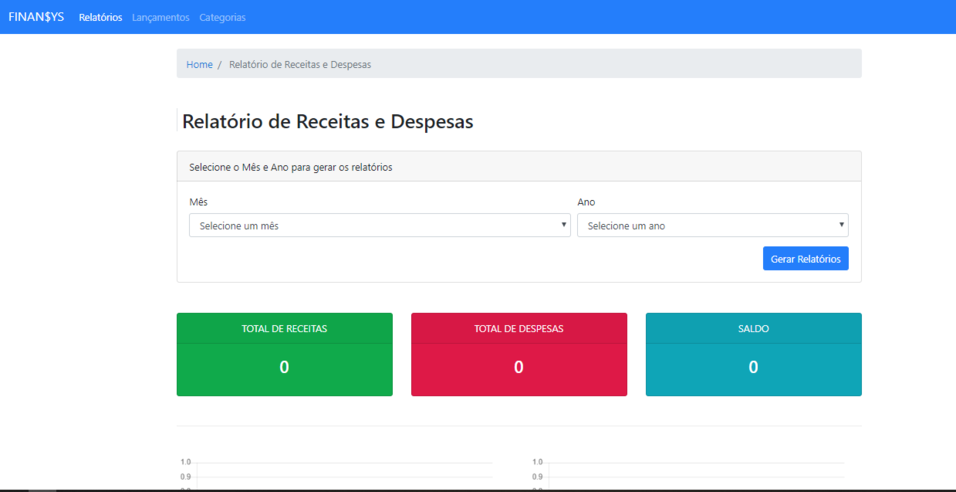 FINAN$YS Relatórios Lançamentos Categorias
Home / Relatório de Receitas e Despesas
Relatório de Receitas e Despesas
Selecione o Mês e Ano para gerar os relatórios
Mês Ano
Selecione um mês Selecione um ano
Gerar Relatórios
TOTAL DE RECEITAS TOTAL DE DESPESAS SALDO
0 0 0
1.0 1.0
0.9 0.9